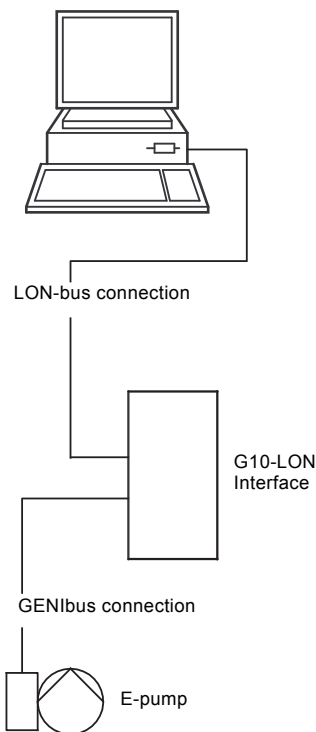 LON-bus connection
G10-LON
Interface
GENIbus connection
E-pump